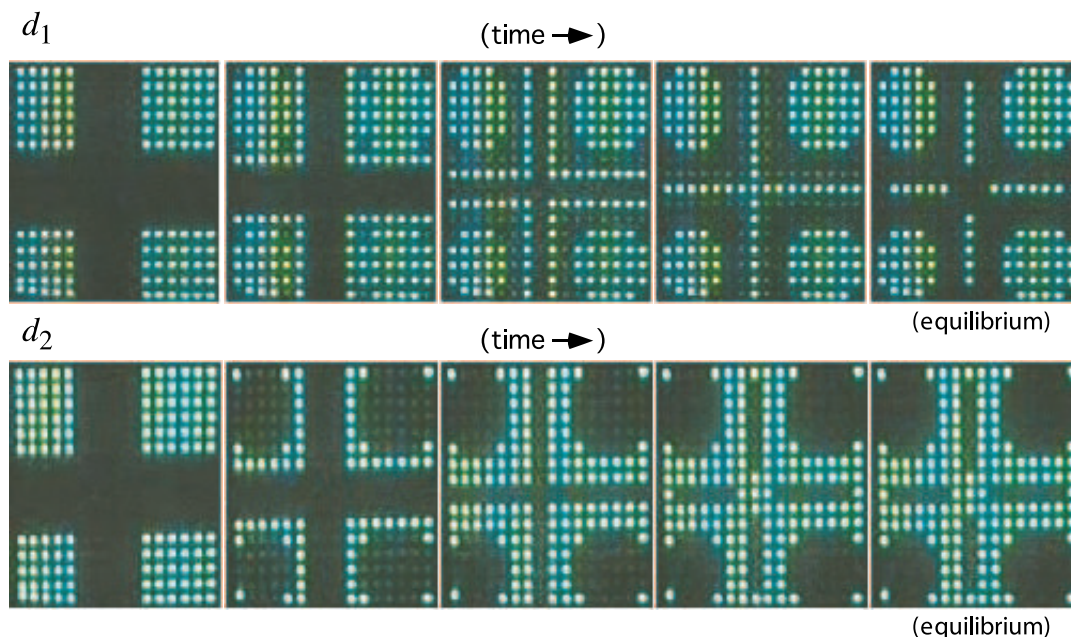 d1
(time →)
(equilibrium)
d2
(time →)
(equilibrium)